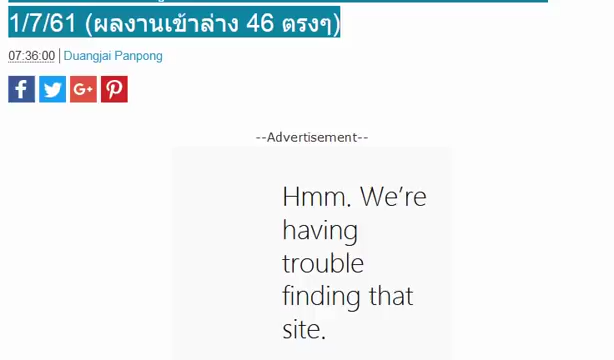 1/7/61 (ผลงานเข้าล่าง 46 ตรงๆ)
07:36:00 Duangjai Panpong
f G+
--Advertisement--
Hmm. We’re
having
trouble
finding that
site.